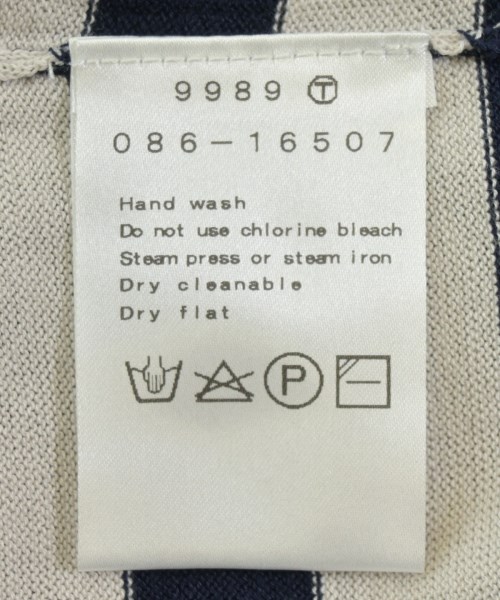 9989 Ⓣ
086-16507
Hand wash
Do not use chlorine bleach
Steam press or steam iron
Dry cleanable
Dry flat
P